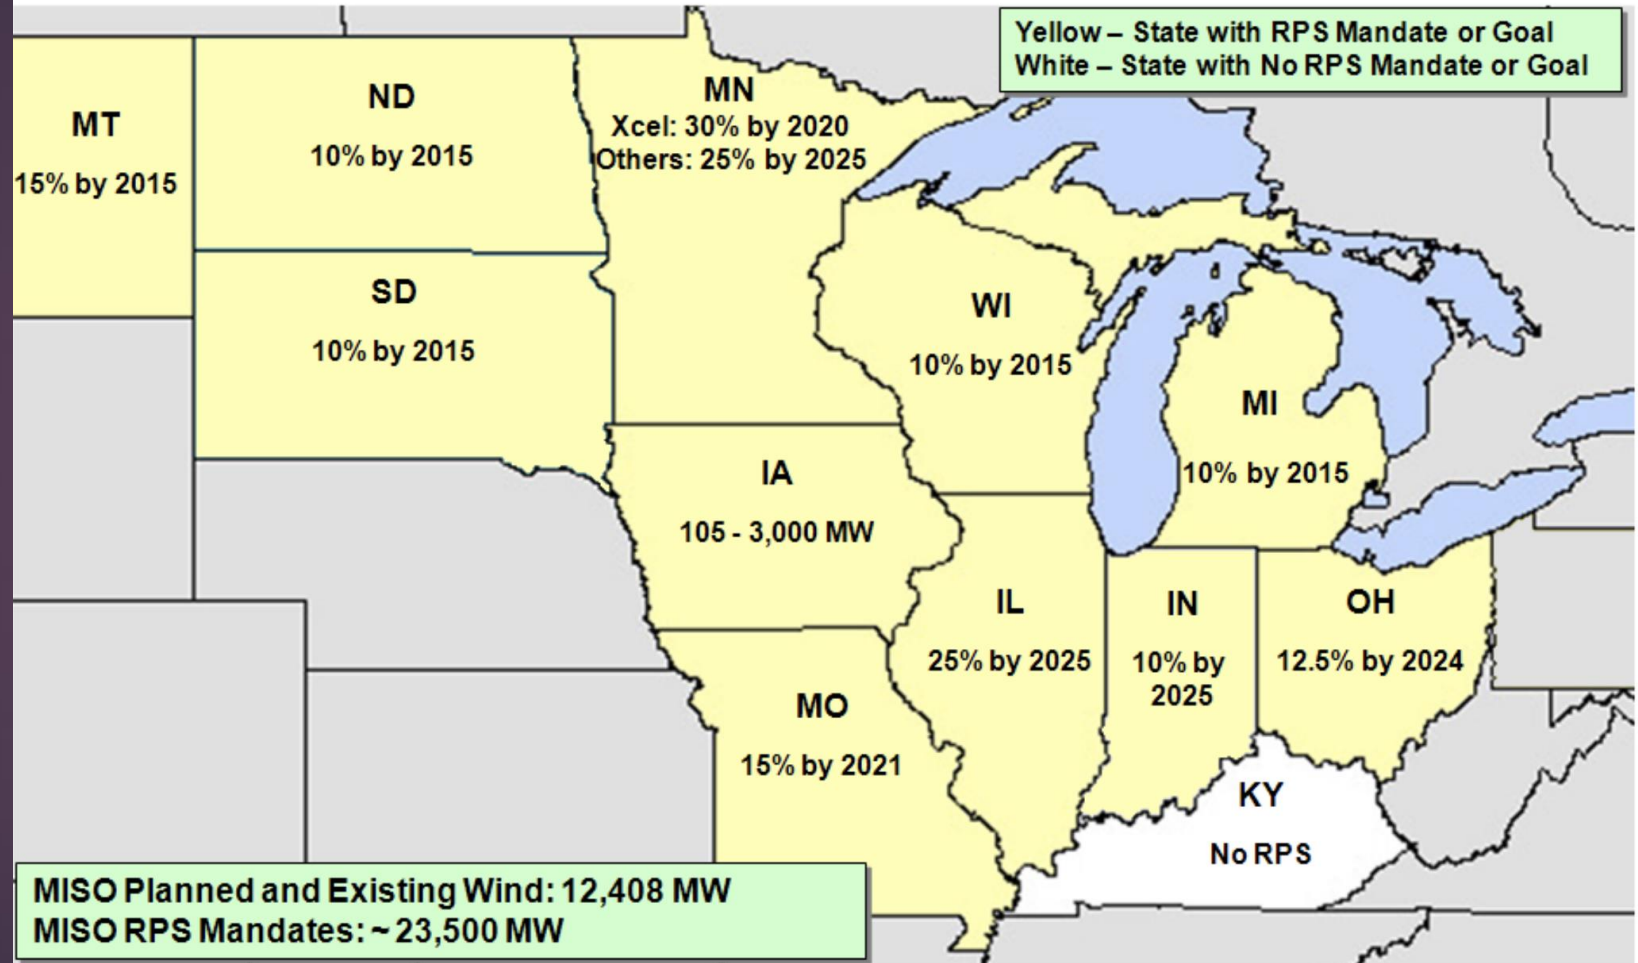 Yellow – State with RPS Mandate or Goal
White – State with No RPS Mandate or Goal
MT
15% by 2015
ND
10% by 2015
MN
Xcel: 30% by 2020
Others: 25% by 2025
SD
10% by 2015
WI
10% by 2015
MI
10% by 2015
IA
105 - 3,000 MW
IL
25% by 2025
IN
10% by
2025
OH
12.5% by 2024
MO
15% by 2021
KY
No RPS
MISO Planned and Existing Wind: 12,408 MW
MISO RPS Mandates: ~ 23,500 MW